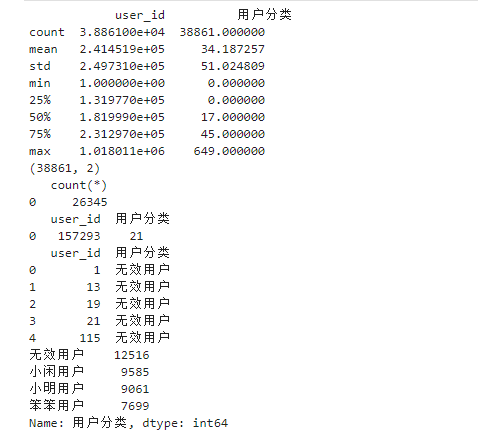 user_id 用户分类
count 3.886100e+04 38861.000000
mean 2.414519e+05 34.187257
std 2.497310e+05 51.024809
min 1.000000e+00 0.000000
25% 1.319770e+05 0.000000
50% 1.819990e+05 17.000000
75% 2.312970e+05 45.000000
max 1.018011e+06 649.000000
(38861, 2)
count(*)
0 26345
user_id 用户分类
0 157293 21
user_id 用户分类
0 1 无效用户
1 13 无效用户
2 19 无效用户
3 21 无效用户
4 115 无效用户
无效用户 12516
小闲用户 9585
小明用户 9061
笨笨用户 7699
Name: 用户分类, dtype: int64